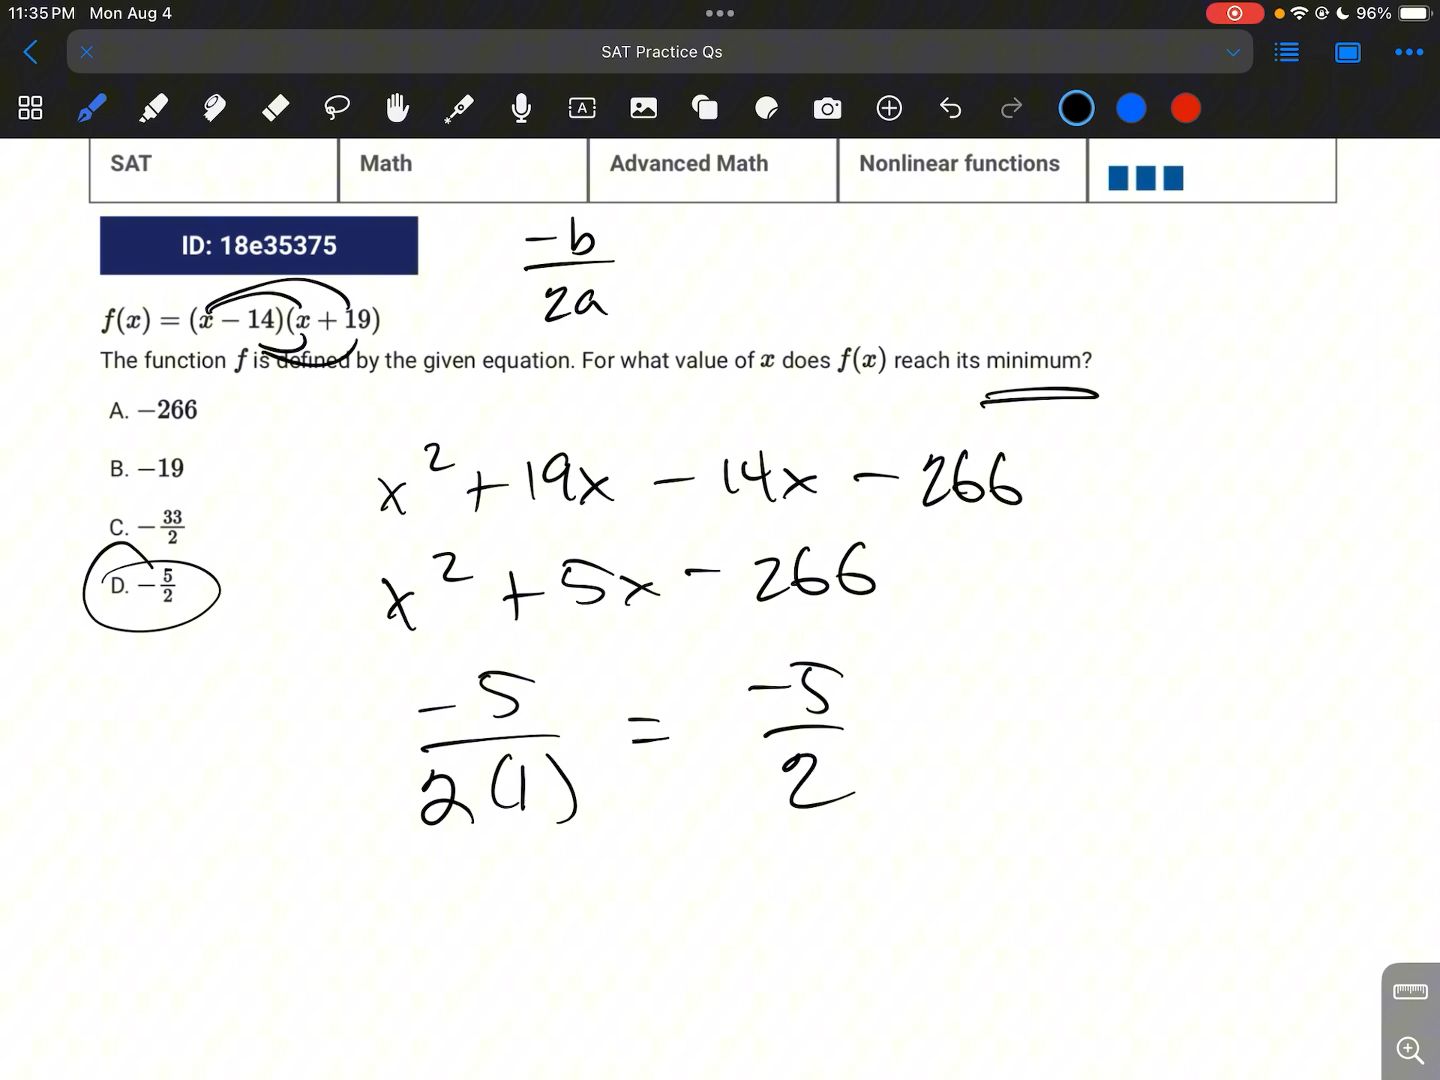 11:35 PM Mon Aug 4
96%
SAT Practice Qs
A
SAT Math Advanced Math Nonlinear functions
ID: 18e35375
-b
2a
f(x) = (x − 14)(x + 19)
The function f is defined by the given equation. For what value of x does f(x) reach its minimum?
A. −266
B. −19
C. −33/2
D. −5/2
x² + 19x − 14x − 266
x² + 5x − 266
-5/2(1) = -5/2